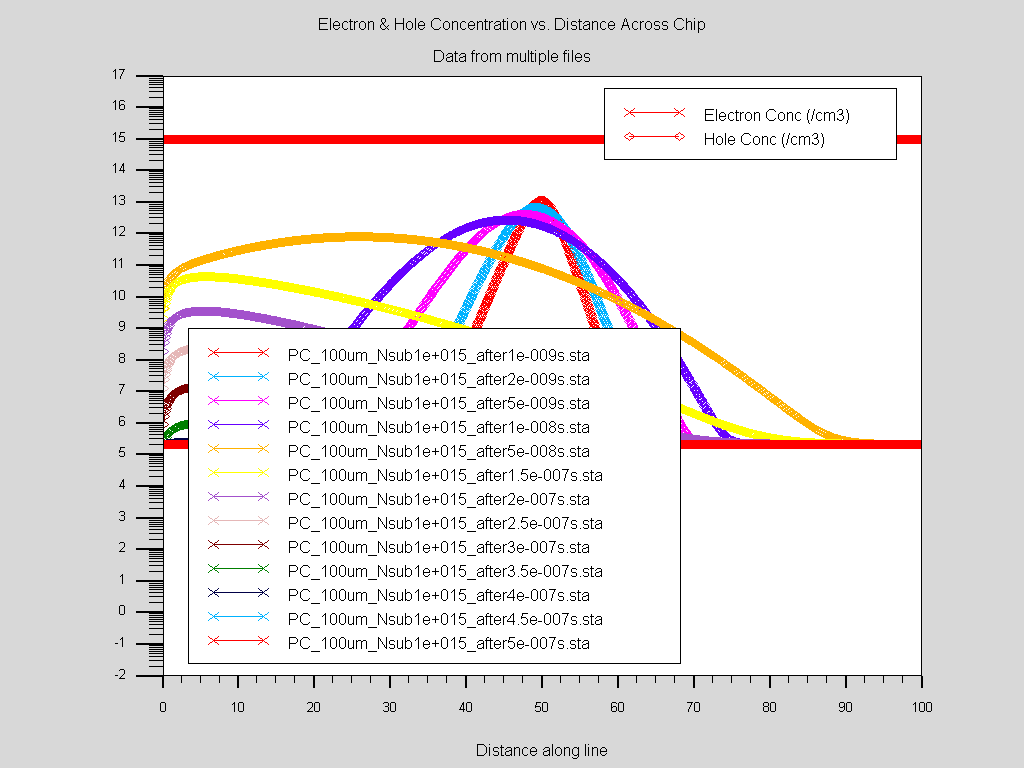 Electron & Hole Concentration vs. Distance Across Chip
Data from multiple files
17
16
15
14
13
12
11
10
9
8
7
6
5
4
3
2
1
0
-1
-2
Electron Conc (/cm3)
Hole Conc (/cm3)
PC_100um_Nsub1e+015_after1e-009s.sta
PC_100um_Nsub1e+015_after2e-009s.sta
PC_100um_Nsub1e+015_after5e-009s.sta
PC_100um_Nsub1e+015_after1e-008s.sta
PC_100um_Nsub1e+015_after5e-008s.sta
PC_100um_Nsub1e+015_after1.5e-007s.sta
PC_100um_Nsub1e+015_after2e-007s.sta
PC_100um_Nsub1e+015_after2.5e-007s.sta
PC_100um_Nsub1e+015_after3e-007s.sta
PC_100um_Nsub1e+015_after3.5e-007s.sta
PC_100um_Nsub1e+015_after4e-007s.sta
PC_100um_Nsub1e+015_after4.5e-007s.sta
PC_100um_Nsub1e+015_after5e-007s.sta
0 10 20 30 40 50 60 70 80 90 100
Distance along line